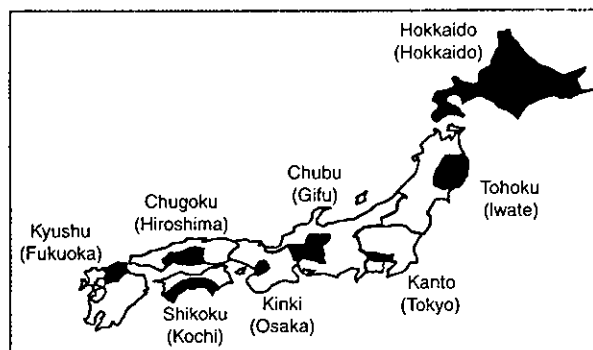 Hokkaido
(Hokkaido)
Chubu
(Gifu)
Chugoku
(Hiroshima)
Tohoku
(Iwate)
Kyushu
(Fukuoka)
Kanto
(Tokyo)
Shikoku
(Kochi)
Kinki
(Osaka)